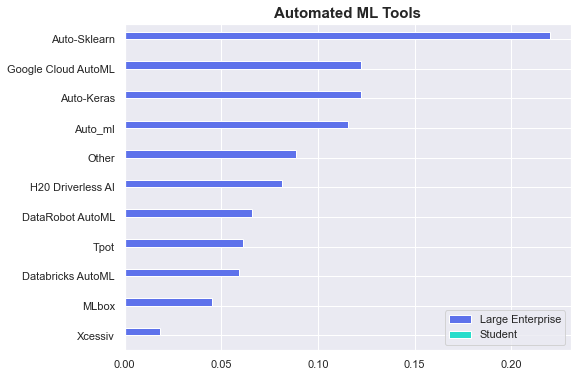 Automated ML Tools
Auto-Sklearn
Google Cloud AutoML
Auto-Keras
Auto_ml
Other
H20 Driverless AI
DataRobot AutoML
Tpot
Databricks AutoML
MLbox
Xcessiv
Large Enterprise
Student
0.00 0.05 0.10 0.15 0.20